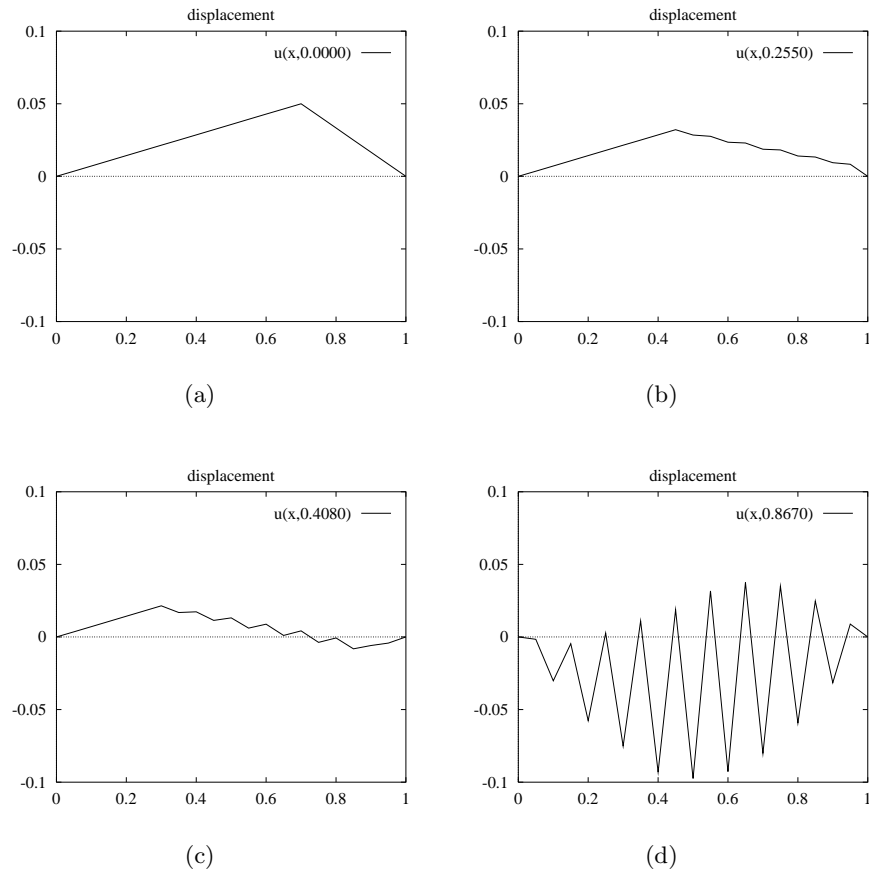 displacement
u(x,0.0000)
0.1
0.05
0
-0.05
-0.1
0 0.2 0.4 0.6 0.8 1
(a)
displacement
u(x,0.2550)
0.1
0.05
0
-0.05
-0.1
0 0.2 0.4 0.6 0.8 1
(b)
displacement
u(x,0.4080)
0.1
0.05
0
-0.05
-0.1
0 0.2 0.4 0.6 0.8 1
(c)
displacement
u(x,0.8670)
0.1
0.05
0
-0.05
-0.1
0 0.2 0.4 0.6 0.8 1
(d)